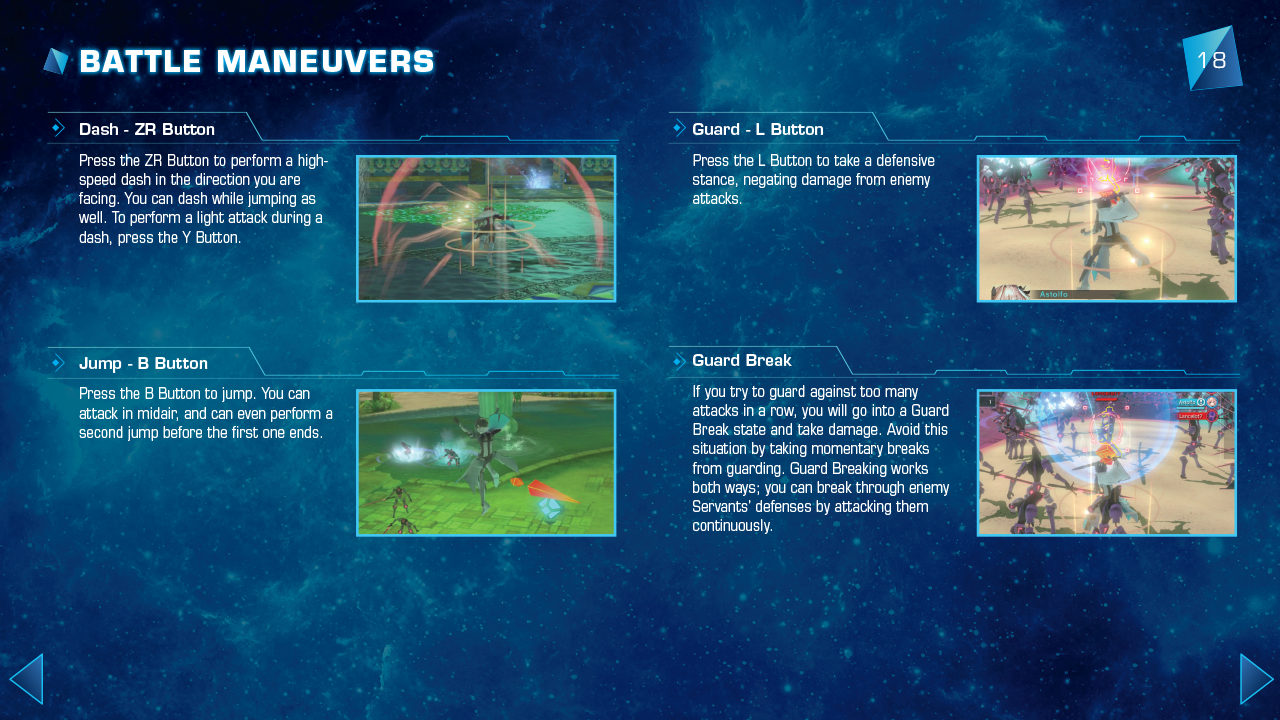 BATTLE MANEUVERS
18
Dash - ZR Button
Press the ZR Button to perform a high-
speed dash in the direction you are
facing. You can dash while jumping as
well. To perform a light attack during a
dash, press the Y Button.
Jump - B Button
Press the B Button to jump. You can
attack in midair, and can even perform a
second jump before the first one ends.
Guard - L Button
Press the L Button to take a defensive
stance, negating damage from enemy
attacks.
Astolfo
Guard Break
If you try to guard against too many
attacks in a row, you will go into a Guard
Break state and take damage. Avoid this
situation by taking momentary breaks
from guarding. Guard Breaking works
both ways; you can break through enemy
Servants’ defenses by attacking them
continuously.